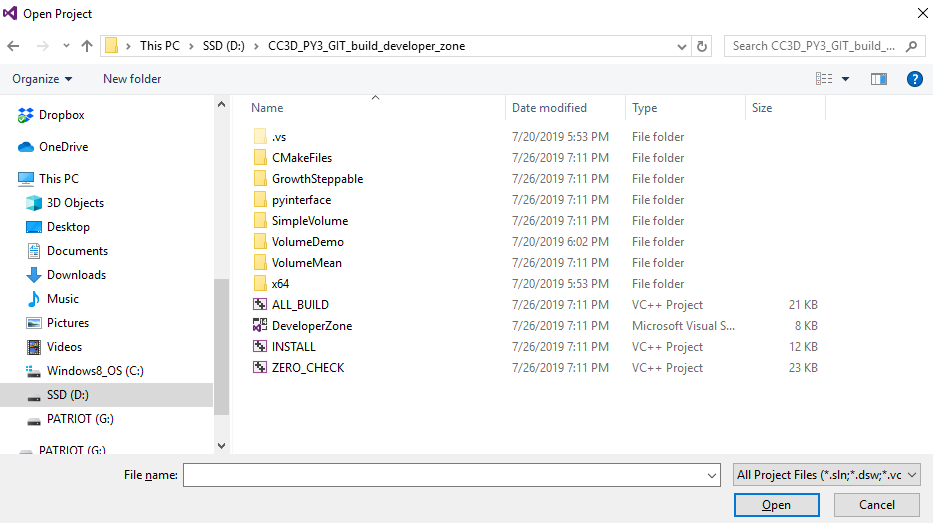 Open Project
This PC > SSD (D:) > CC3D_PY3_GIT_build_developer_zone
Search CC3D_PY3_GIT_build_...
Organize New folder
Dropbox
OneDrive
This PC
3D Objects
Desktop
Documents
Downloads
Music
Pictures
Videos
Windows8_OS (C:)
SSD (D:)
PATRIOT (G:)
PATRIOT (G:)
Name Date modified Type Size
.vs 7/20/2019 5:53 PM File folder
CMakeFiles 7/26/2019 7:11 PM File folder
GrowthSteppable 7/26/2019 7:11 PM File folder
pyinterface 7/26/2019 7:11 PM File folder
SimpleVolume 7/26/2019 7:11 PM File folder
VolumeDemo 7/20/2019 6:02 PM File folder
VolumeMean 7/26/2019 7:11 PM File folder
x64 7/20/2019 5:53 PM File folder
ALL_BUILD 7/26/2019 7:11 PM VC++ Project 21 KB
DeveloperZone 7/26/2019 7:11 PM Microsoft Visual S... 8 KB
INSTALL 7/26/2019 7:11 PM VC++ Project 12 KB
ZERO_CHECK 7/26/2019 7:11 PM VC++ Project 23 KB
File name:
All Project Files (*.sln;*.dsw;*.vc
Open Cancel